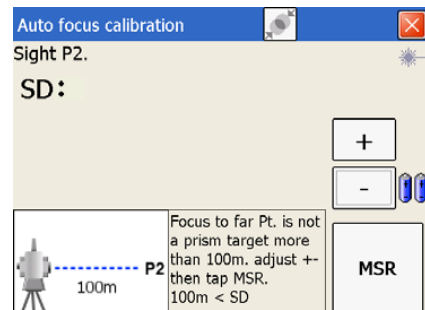 Auto focus calibration
Sight P2.
SD:
+
-
Focus to far Pt. is not
a prism target more
than 100m. adjust +-
then tap MSR.
100m < SD
P2
100m
MSR